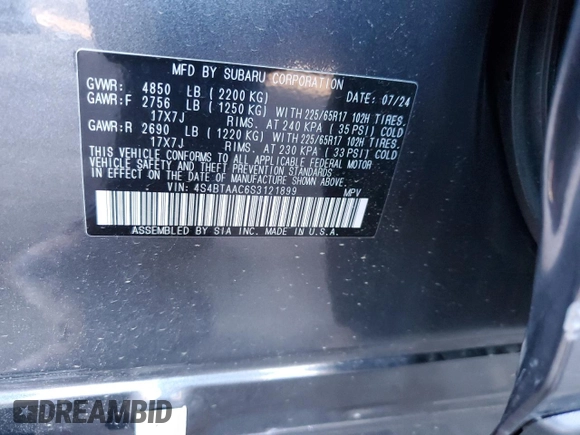 MFD BY SUBARU CORPORATION
GVWR: 4850 LB (2200 KG) DATE: 07/24
GAWR:F 2756 LB (1250 KG) WITH 225/65R17 102H TIRES,
17X7J RIMS, AT 240 KPA (35 PSI) COLD
GAWR:R 2690 LB (1220 KG) WITH 225/65R17 102H TIRES,
17X7J RIMS, AT 230 KPA (33 PSI) COLD
THIS VEHICLE CONFORMS TO ALL APPLICABLE FEDERAL MOTOR
VEHICLE SAFETY AND THEFT PREVENTION STANDARDS
IN EFFECT ON THE DATE OF MANUFACTURE SHOWN ABOVE.
VIN: 4S4BTAAC6S3121899 MPV
ASSEMBLED BY SIA INC. MADE IN U.S.A.
DREAMBID